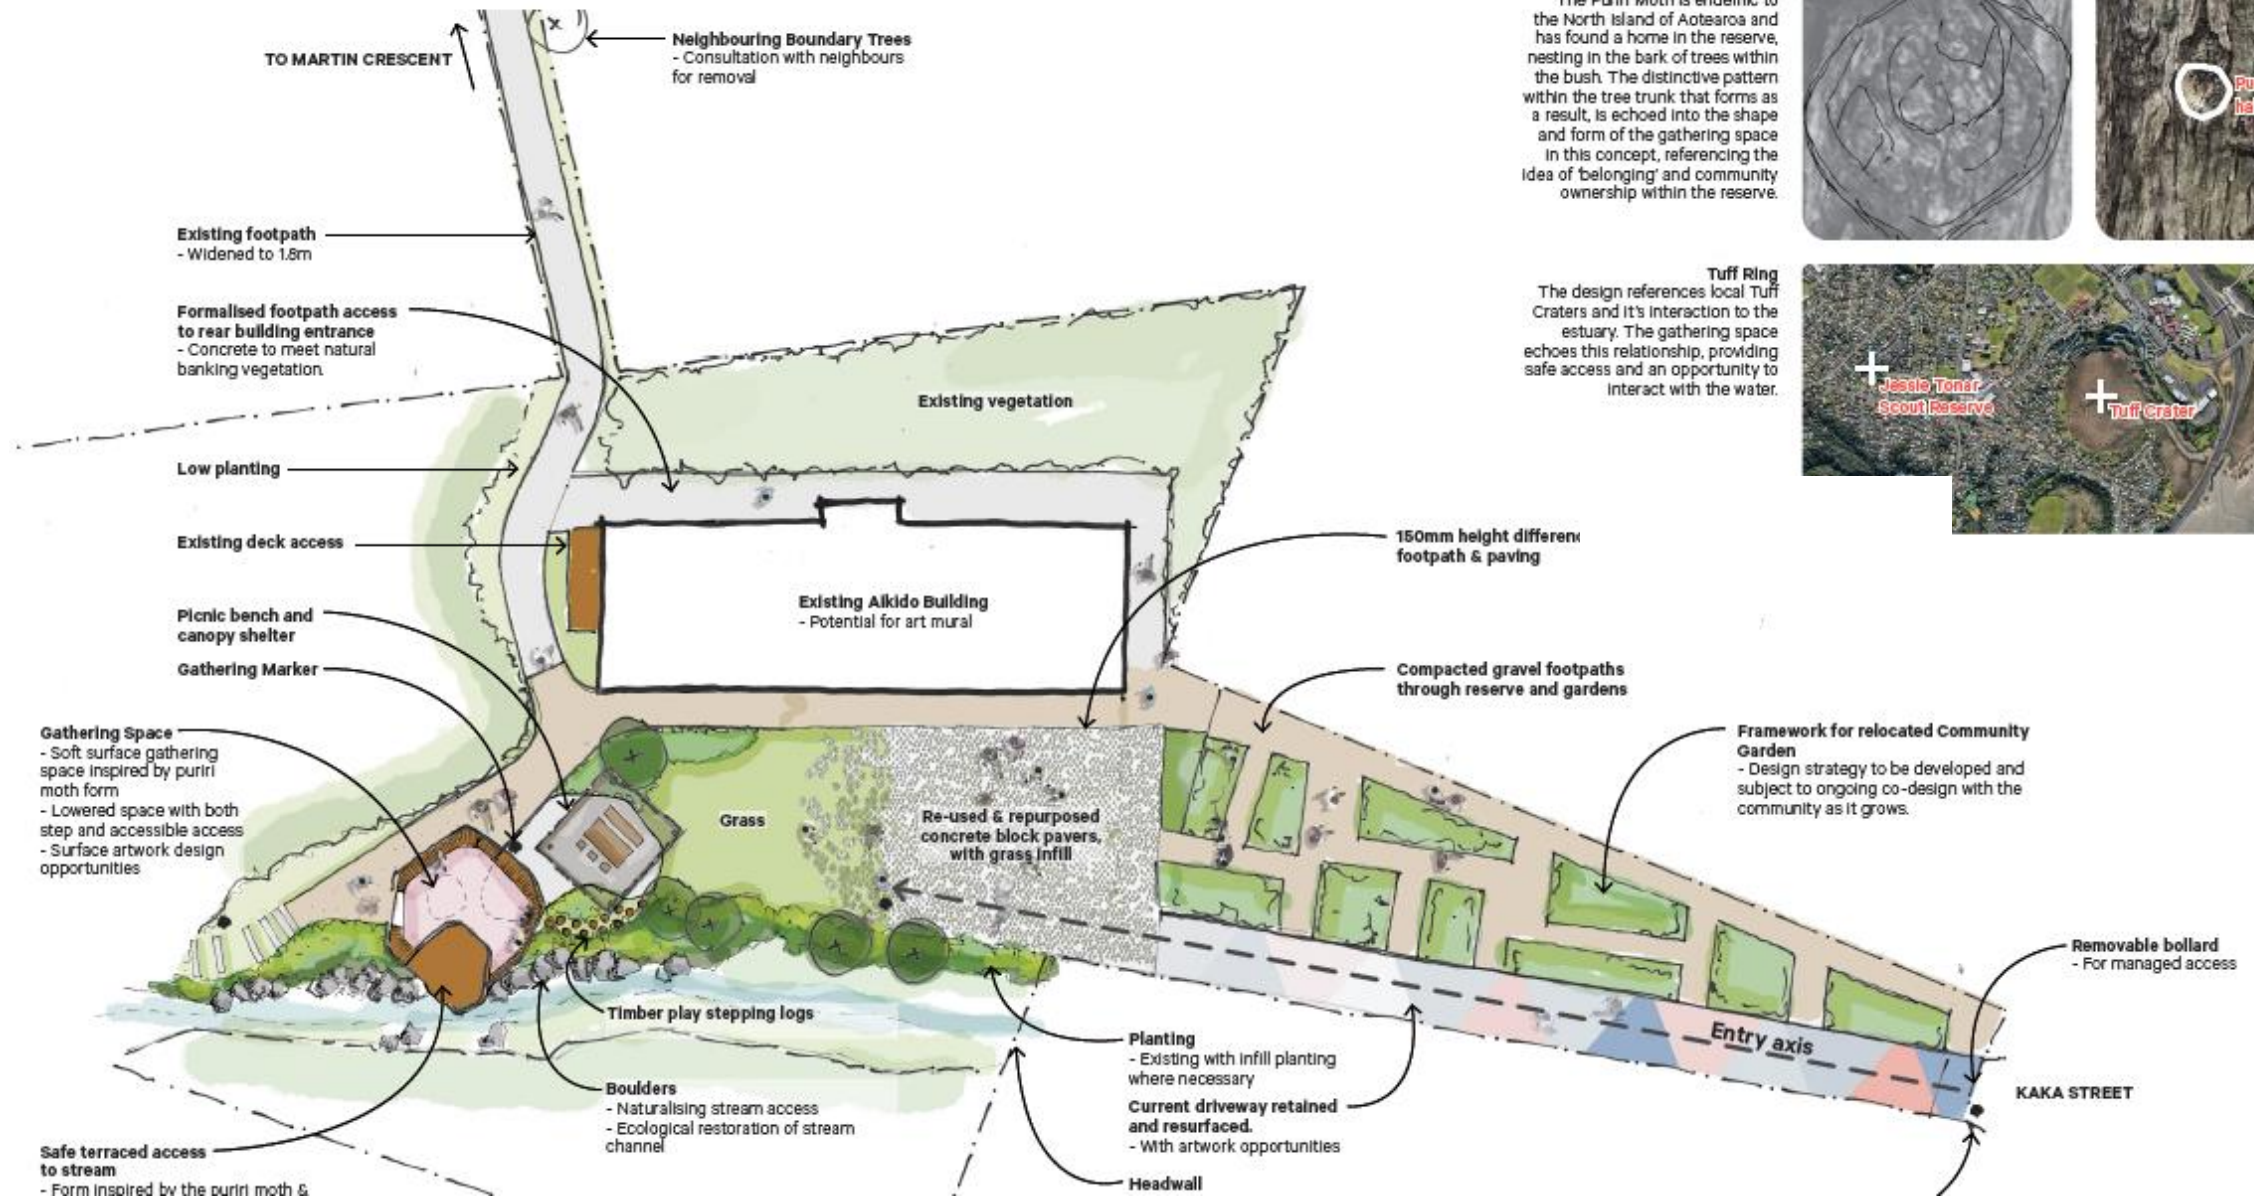 TO MARTIN CRESCENT
Neighbouring Boundary Trees
- Consultation with neighbours
for removal
Existing footpath
- Widened to 1.8m
Formalised footpath access
to rear building entrance
- Concrete to meet natural
banking vegetation.
Low planting
Existing deck access
Picnic bench and
canopy shelter
Gathering Marker
Gathering Space
- Soft surface gathering
space inspired by puriri
moth form
- Lowered space with both
step and accessible access
- Surface artwork design
opportunities
Safe terraced access
to stream
- Form inspired by the puriri moth &
Existing vegetation
Existing Aikido Building
- Potential for art mural
Grass
Re-used & repurposed
concrete block pavers,
with grass infill
Timber play stepping logs
Boulders
- Naturalising stream access
- Ecological restoration of stream
channel
Planting
- Existing with infill planting
where necessary
Current driveway retained
and resurfaced.
- With artwork opportunities
Headwall
Entry axis
KAKA STREET
Removable bollard
- For managed access
Framework for relocated Community
Garden
- Design strategy to be developed and
subject to ongoing co-design with the
community as it grows.
Compacted gravel footpaths
through reserve and gardens
150mm height differen
footpath & paving
The Puriri Moth is endemic to
the North Island of Aotearoa and
has found a home in the reserve,
nesting in the bark of trees within
the bush. The distinctive pattern
within the tree trunk that forms as
a result, is echoed into the shape
and form of the gathering space
in this concept, referencing the
idea of 'belonging' and community
ownership within the reserve.
Pu
ha
Tuff Ring
The design references local Tuff
Craters and it's interaction to the
estuary. The gathering space
echoes this relationship, providing
safe access and an opportunity to
interact with the water.
Jessie Tonar
Scout Reserve
Tuff Crater